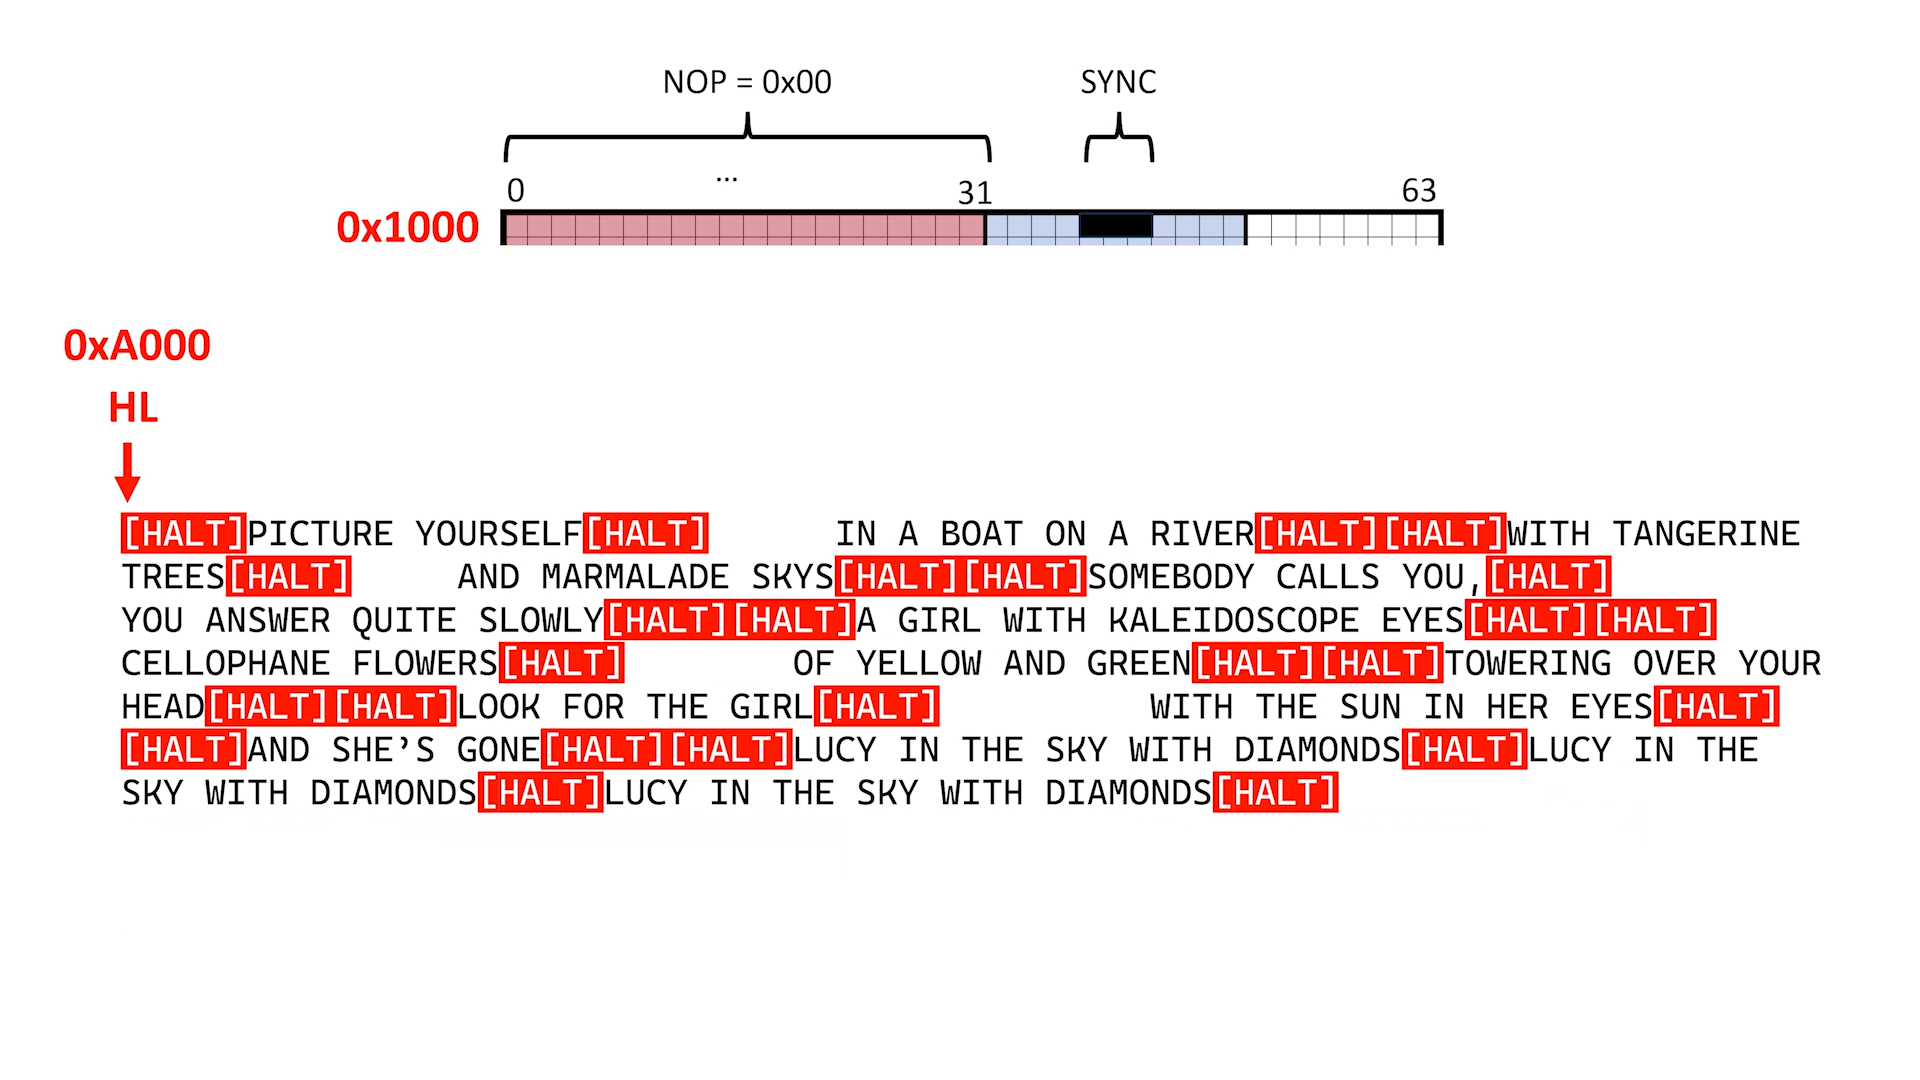 NOP = 0x00 SYNC
...
0 31 63
0x1000
0xA000
HL
[HALT]PICTURE YOURSELF[HALT] IN A BOAT ON A RIVER[HALT][HALT]WITH TANGERINE
TREES[HALT] AND MARMALADE SKYS[HALT][HALT]SOMEBODY CALLS YOU,[HALT]
YOU ANSWER QUITE SLOWLY[HALT][HALT]A GIRL WITH KALEIDOSCOPE EYES[HALT][HALT]
CELLOPHANE FLOWERS[HALT] OF YELLOW AND GREEN[HALT][HALT]TOWERING OVER YOUR
HEAD[HALT][HALT]LOOK FOR THE GIRL[HALT] WITH THE SUN IN HER EYES[HALT]
[HALT]AND SHE’S GONE[HALT][HALT]LUCY IN THE SKY WITH DIAMONDS[HALT]LUCY IN THE
SKY WITH DIAMONDS[HALT]LUCY IN THE SKY WITH DIAMONDS[HALT]